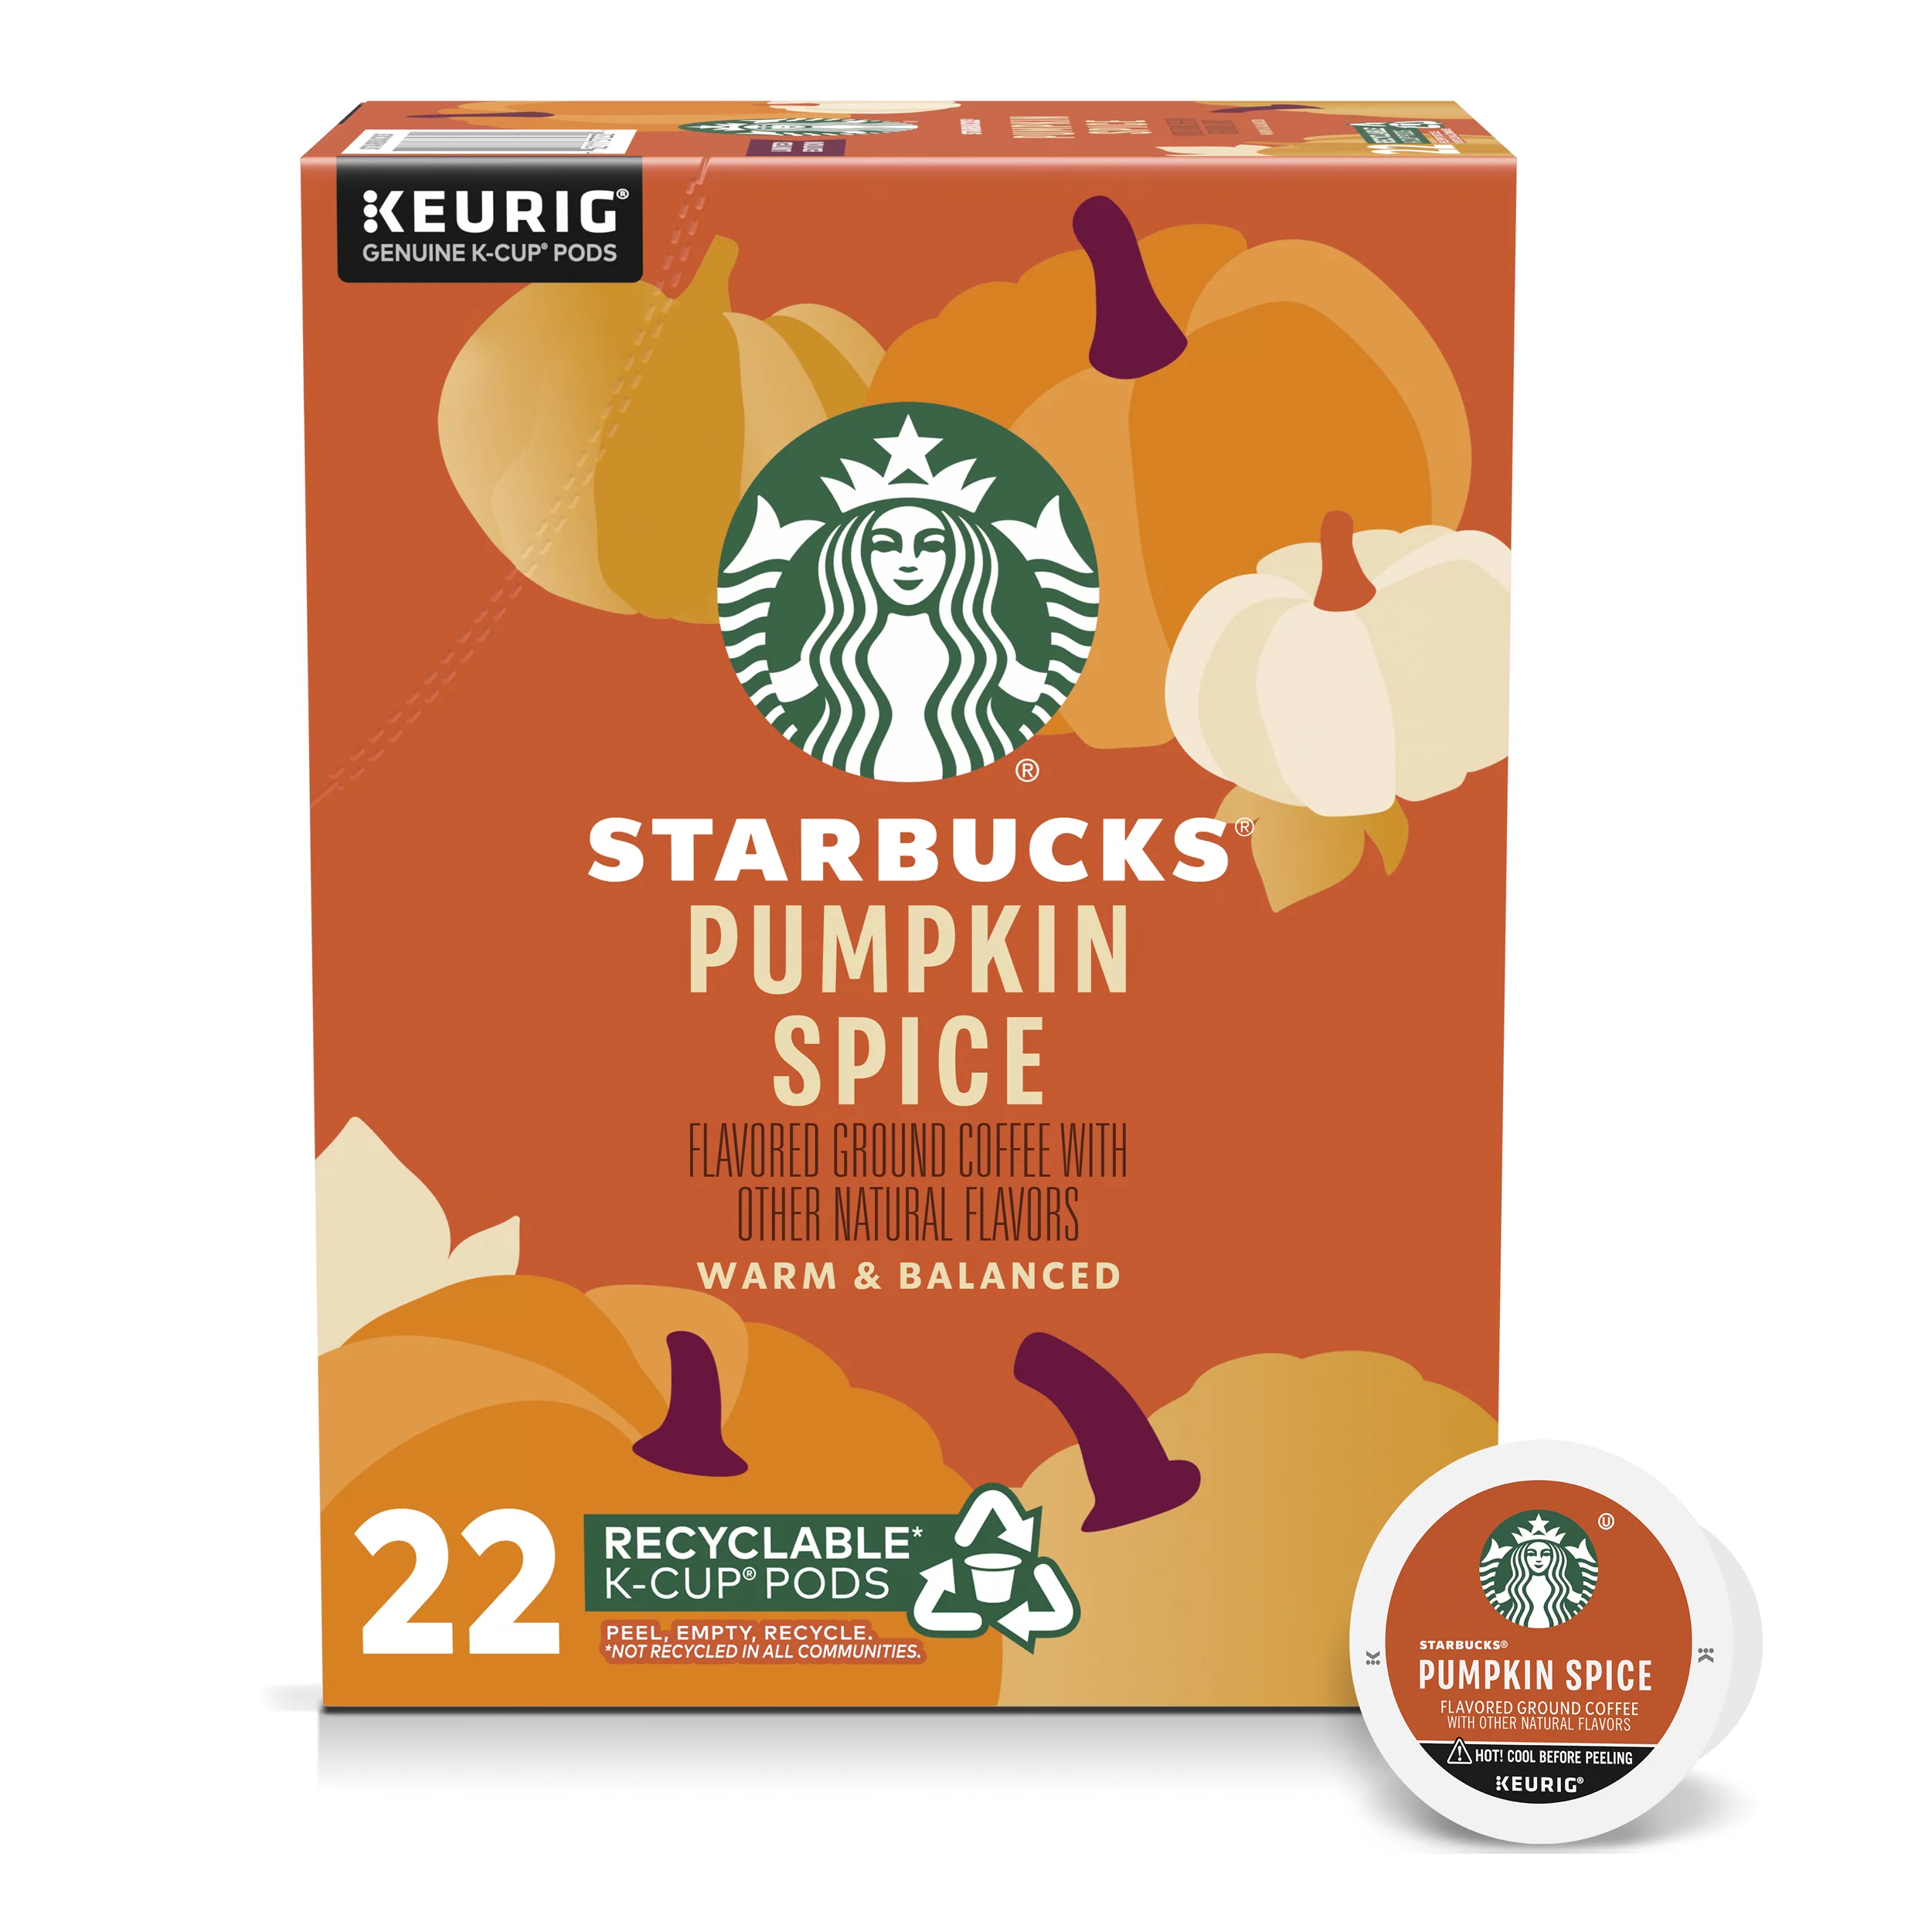 KEURIG®
GENUINE K-CUP® PODS
®
STARBUCKS®
PUMPKIN
SPICE
FLAVORED GROUND COFFEE WITH
OTHER NATURAL FLAVORS
WARM & BALANCED
22
RECYCLABLE*
K-CUP® PODS
PEEL, EMPTY, RECYCLE.
*NOT RECYCLED IN ALL COMMUNITIES.
U
STARBUCKS®
PUMPKIN SPICE
FLAVORED GROUND COFFEE
WITH OTHER NATURAL FLAVORS
HOT! COOL BEFORE PEELING
KEURIG®